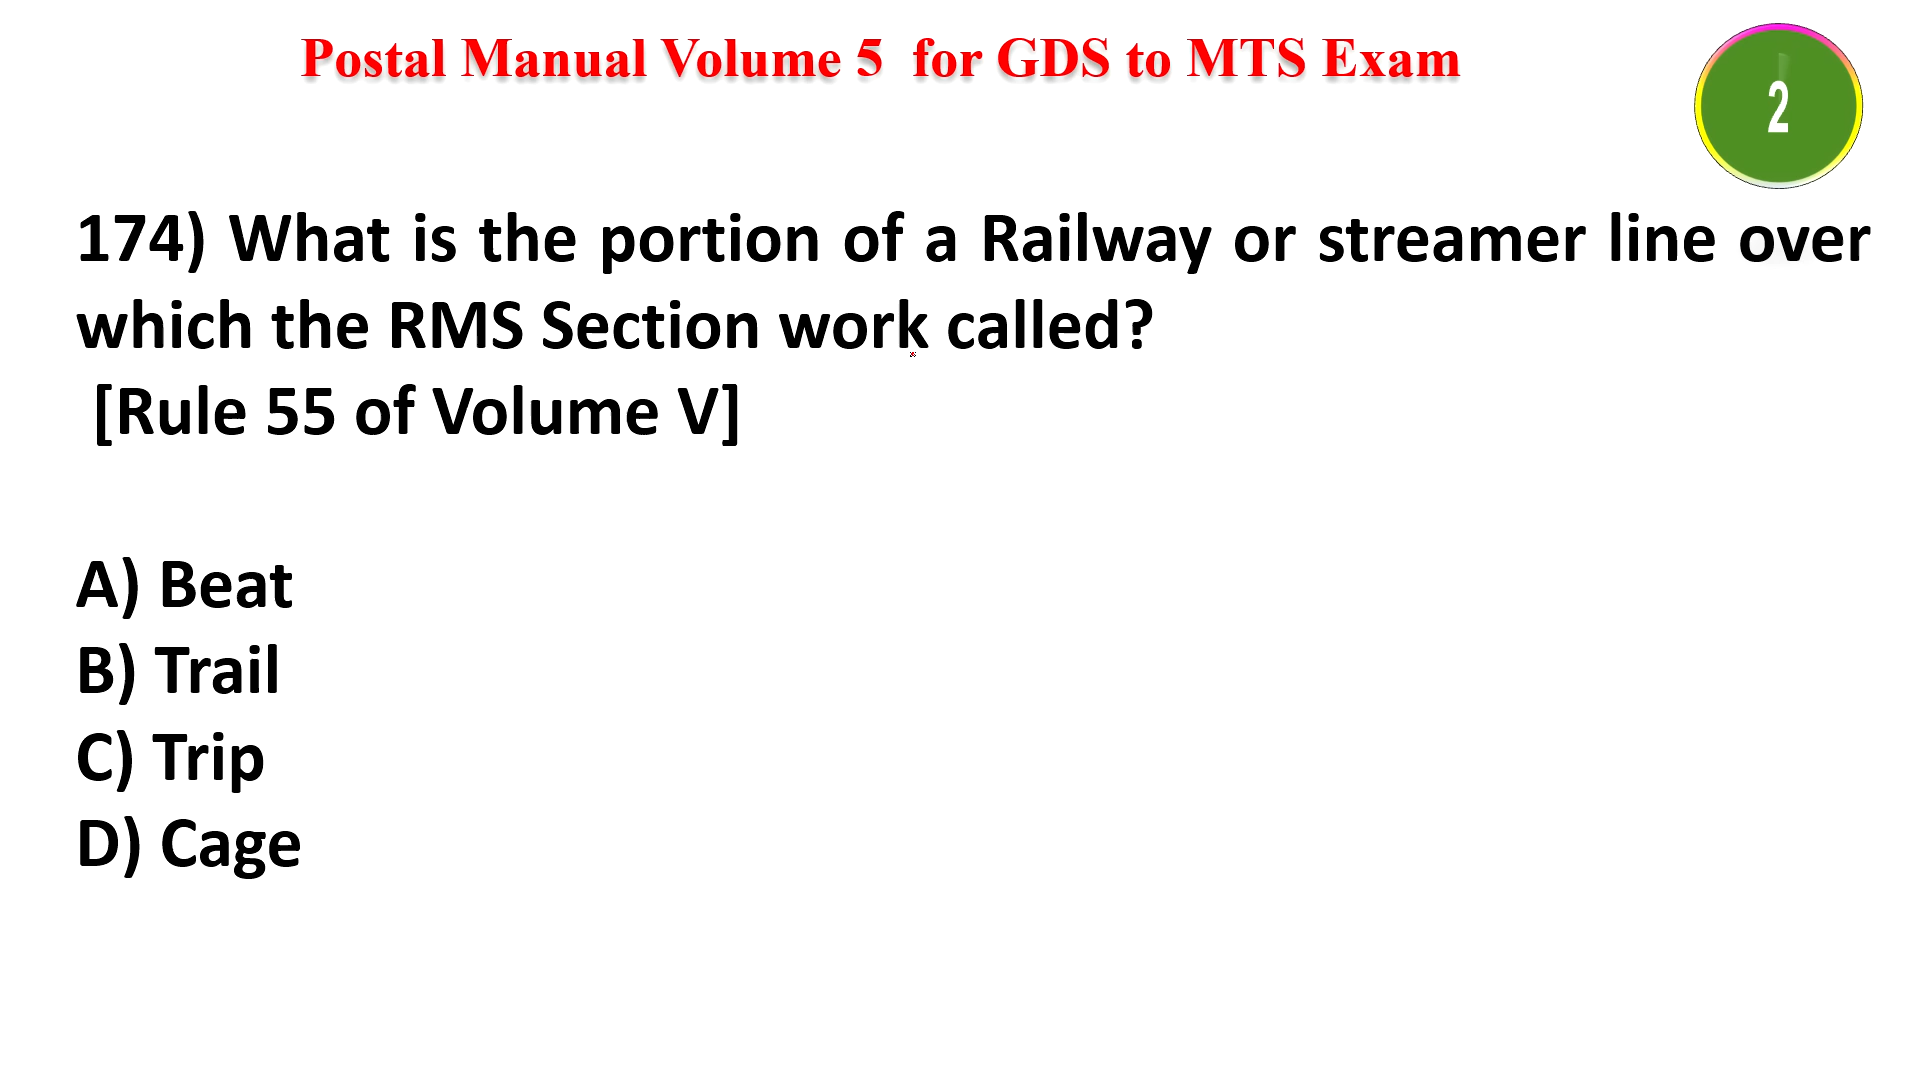 Postal Manual Volume 5 for GDS to MTS Exam
2
174) What is the portion of a Railway or streamer line over
which the RMS Section work called?
[Rule 55 of Volume V]
A) Beat
B) Trail
C) Trip
D) Cage